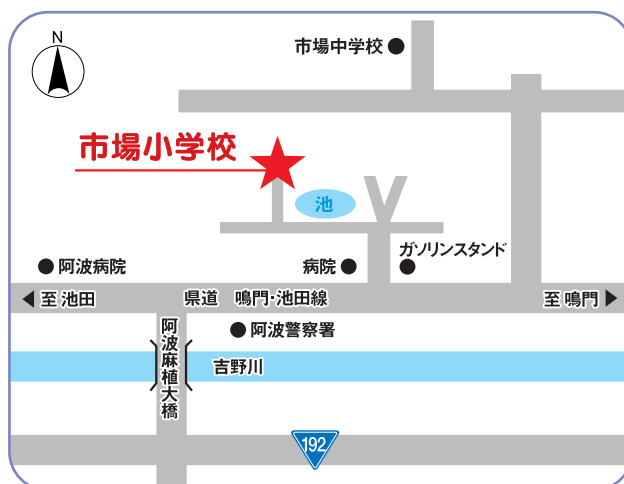 N
市場中学校
市場小学校
池
ガソリンスタンド
阿波病院
病院
至 池田
県道 鳴門・池田線
至 鳴門
阿波警察署
阿波麻植大橋
吉野川
192